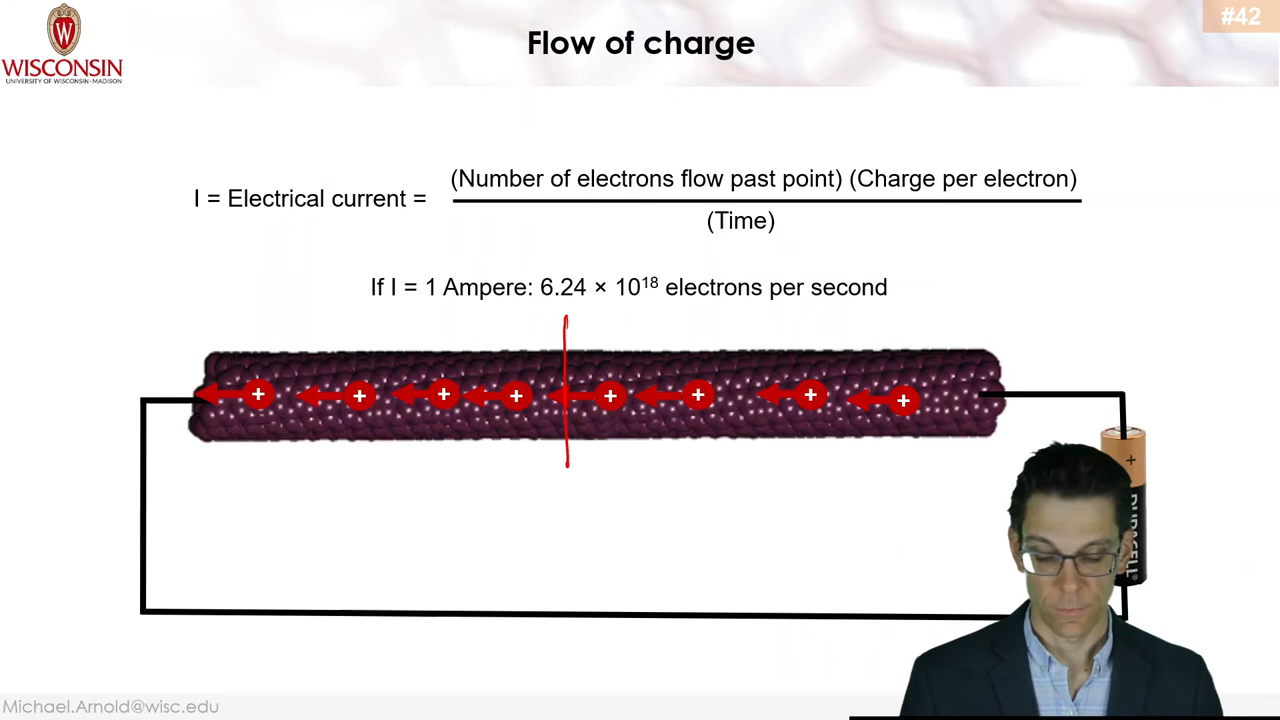 #42
Flow of charge
W
WISCONSIN
UNIVERSITY OF WISCONSIN–MADISON
I = Electrical current = (Number of electrons flow past point) (Charge per electron)
(Time)
If I = 1 Ampere: 6.24 × 10¹⁸ electrons per second
+ + + + + + + +
+
Michael.Arnold@wisc.edu